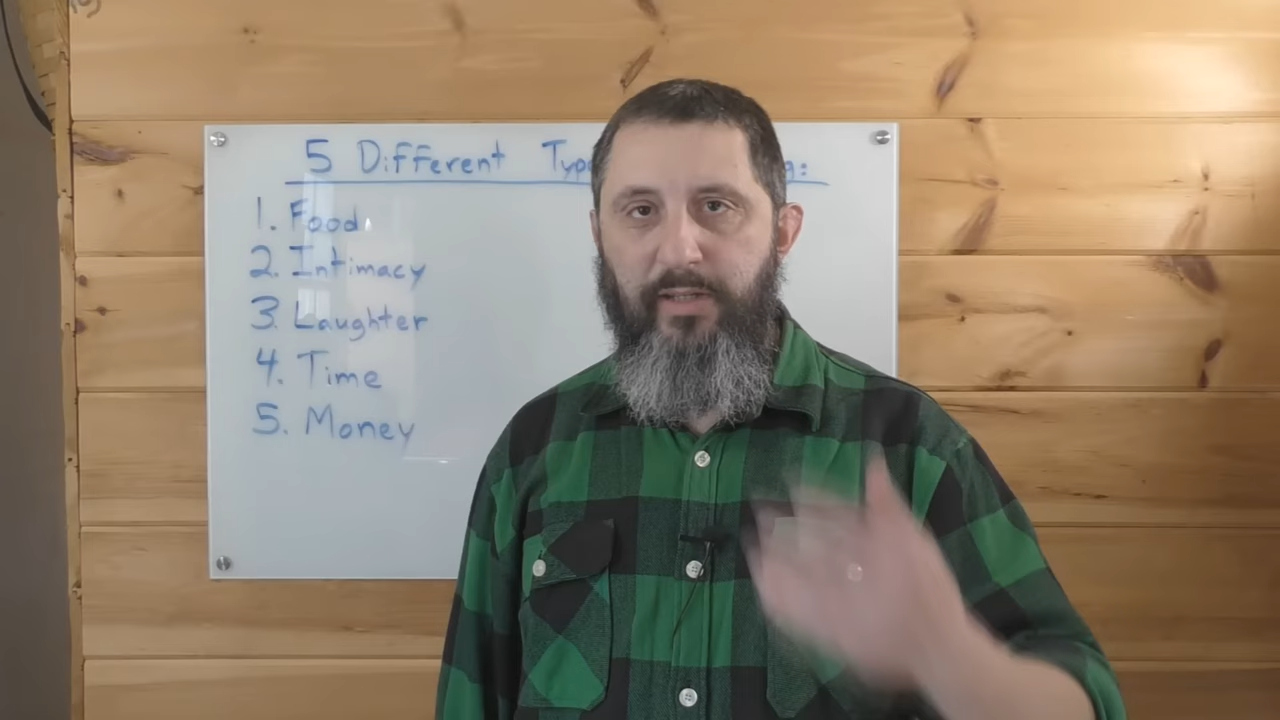 5 Different g:
1. Food
2. Intimacy
3. Laughter
4. Time
5. Money